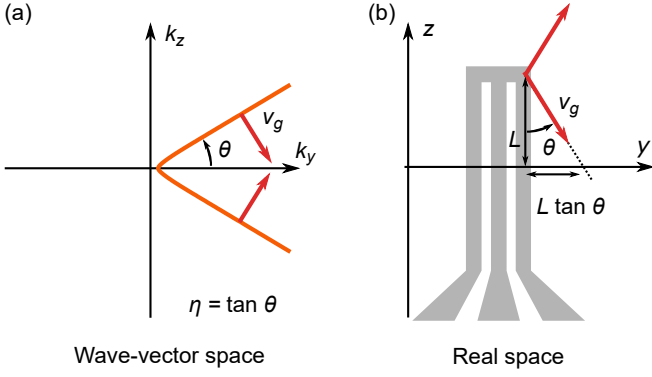 (a)
k_z
v_g
θ
k_y
η = tan θ
Wave-vector space
(b)
z
v_g
L
θ
y
L tan θ
Real space